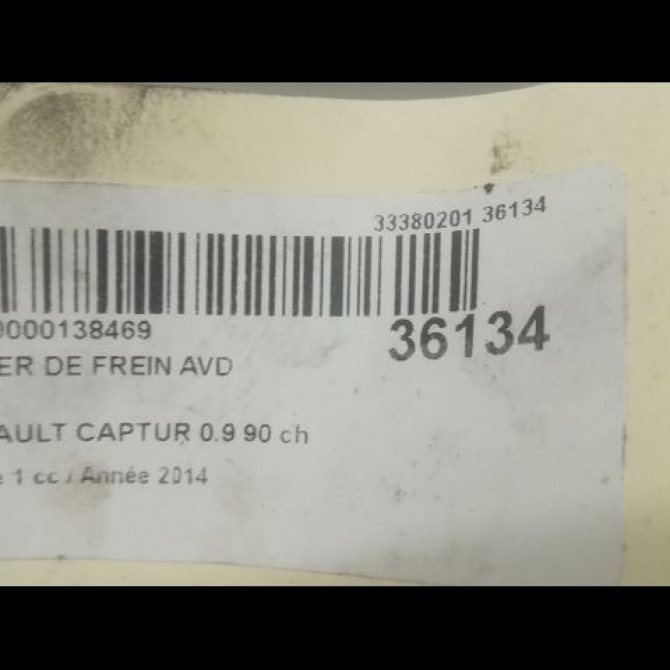 33380201 36134
0000138469
36134
ER DE FREIN AVD
AULT CAPTUR 0.9 90 ch
e 1 cc / Année 2014